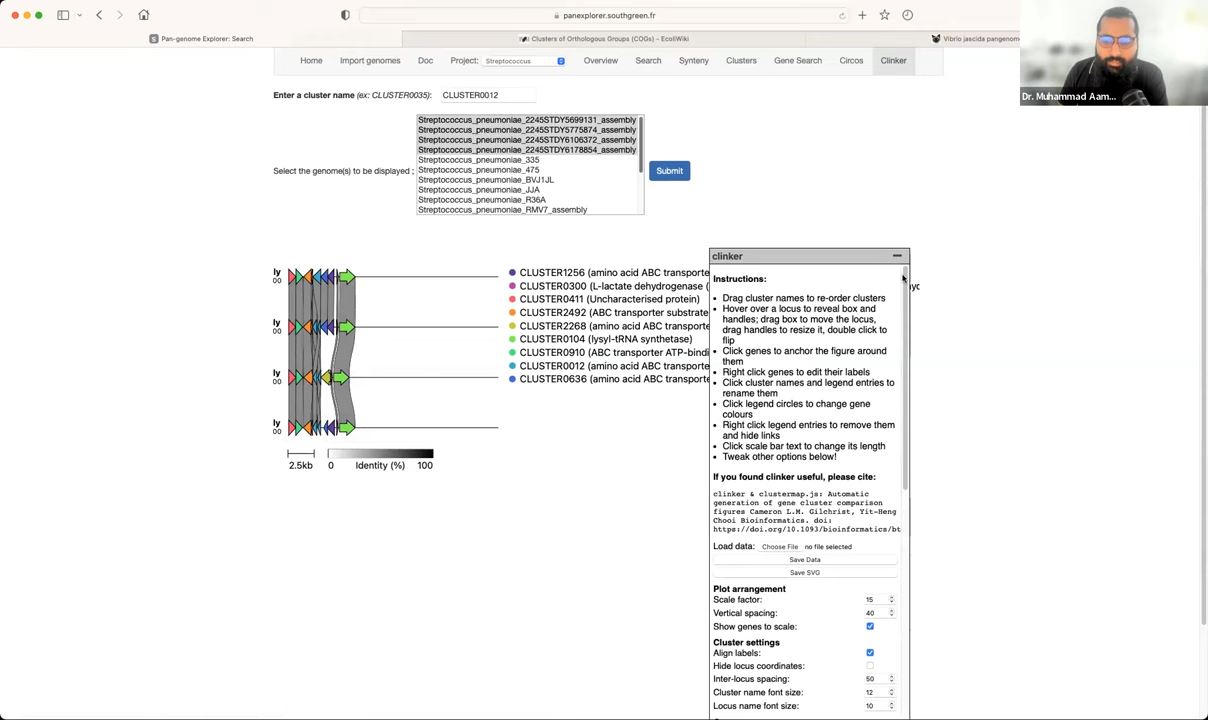 panexplorer.southgreen.fr
Pan-genome Explorer: Search
Clusters of Orthologous Groups (COGs) - EcoliWiki
Vibrio jascida pangenom
Home Import genomes Doc Project: Streptococcus Overview Search Synteny Clusters Gene Search Circos Clinker
Dr. Muhammad Aam...
Enter a cluster name (ex: CLUSTER0035): CLUSTER0012
Streptococcus_pneumoniae_2245STDY5699131_assembly
Streptococcus_pneumoniae_2245STDY5775874_assembly
Streptococcus_pneumoniae_2245STDY6106372_assembly
Streptococcus_pneumoniae_2245STDY6178854_assembly
Streptococcus_pneumoniae_335
Select the genome(s) to be displayed ; Streptococcus_pneumoniae_475 Submit
Streptococcus_pneumoniae_BVJ1JL
Streptococcus_pneumoniae_JJA
Streptococcus_pneumoniae_R36A
Streptococcus_pneumoniae_RMV7_assembly
ly
00
ly
00
ly
00
ly
00
2.5kb 0 Identity (%) 100
CLUSTER1256 (amino acid ABC transporte
CLUSTER0300 (L-lactate dehydrogenase (
CLUSTER0411 (Uncharacterised protein)
CLUSTER2492 (ABC transporter substrate
CLUSTER2268 (amino acid ABC transporte
CLUSTER0104 (lysyl-tRNA synthetase)
CLUSTER0910 (ABC transporter ATP-bindi
CLUSTER0012 (amino acid ABC transporte
CLUSTER0636 (amino acid ABC transporte
clinker
Instructions:
• Drag cluster names to re-order clusters
• Hover over a locus to reveal box and
handles; drag box to move the locus,
drag handles to resize it, double click to
flip
• Click genes to anchor the figure around
them
• Right click genes to edit their labels
• Click cluster names and legend entries to
rename them
• Click legend circles to change gene
colours
• Right click legend entries to remove them
and hide links
• Click scale bar text to change its length
• Tweak other options below!
If you found clinker useful, please cite:
clinker & clustermap.js: Automatic
generation of gene cluster comparison
figures Cameron L.M. Gilchrist, Yit-Heng
Chooi Bioinformatics. doi:
https://doi.org/10.1093/bioinformatics/bt
Load data: Choose File no file selected
Save Data
Save SVG
Plot arrangement
Scale factor: 15
Vertical spacing: 40
Show genes to scale:
Cluster settings
Align labels:
Hide locus coordinates:
Inter-locus spacing: 50
Cluster name font size: 12
Locus name font size: 10